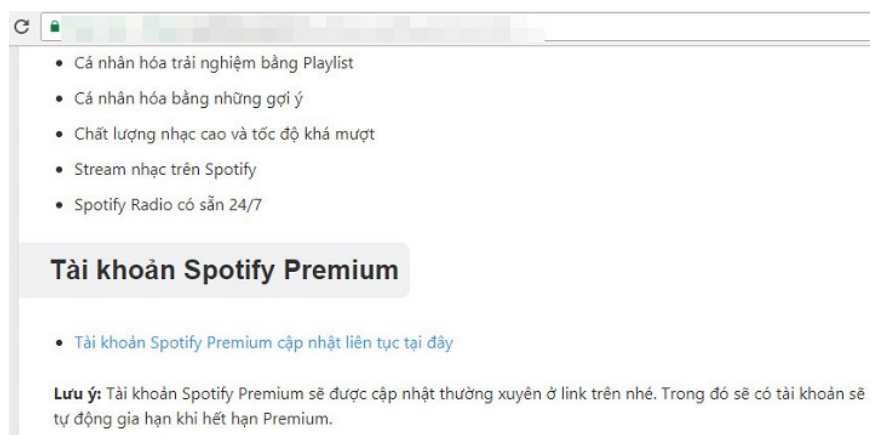 Cá nhân hóa trải nghiệm bằng Playlist
Cá nhân hóa bằng những gợi ý
Chất lượng nhạc cao và tốc độ khá mượt
Stream nhạc trên Spotify
Spotify Radio có sẵn 24/7
Tài khoản Spotify Premium
Tài khoản Spotify Premium cập nhật liên tục tại đây
Lưu ý: Tài khoản Spotify Premium sẽ được cập nhật thường xuyên ở link trên nhé. Trong đó sẽ có tài khoản sẽ
tự động gia hạn khi hết hạn Premium.